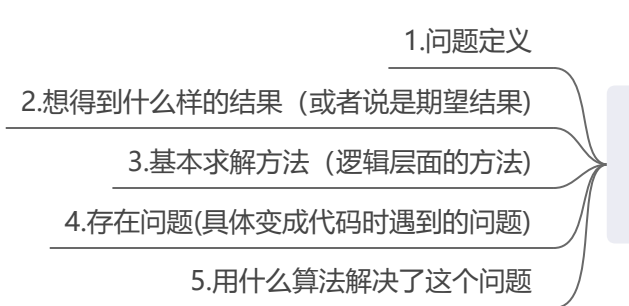 1.问题定义
2.想得到什么样的结果（或者说是期望结果)
3.基本求解方法（逻辑层面的方法)
4.存在问题(具体变成代码时遇到的问题)
5.用什么算法解决了这个问题